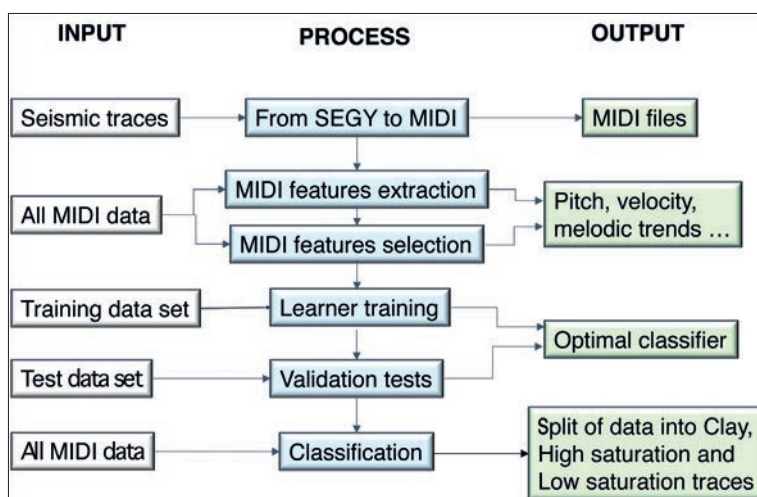 INPUT
PROCESS
OUTPUT
Seismic traces
From SEGY to MIDI
MIDI files
All MIDI data
MIDI features extraction
MIDI features selection
Pitch, velocity,
melodic trends ...
Training data set
Learner training
Optimal classifier
Test data set
Validation tests
All MIDI data
Classification
Split of data into Clay,
High saturation and
Low saturation traces